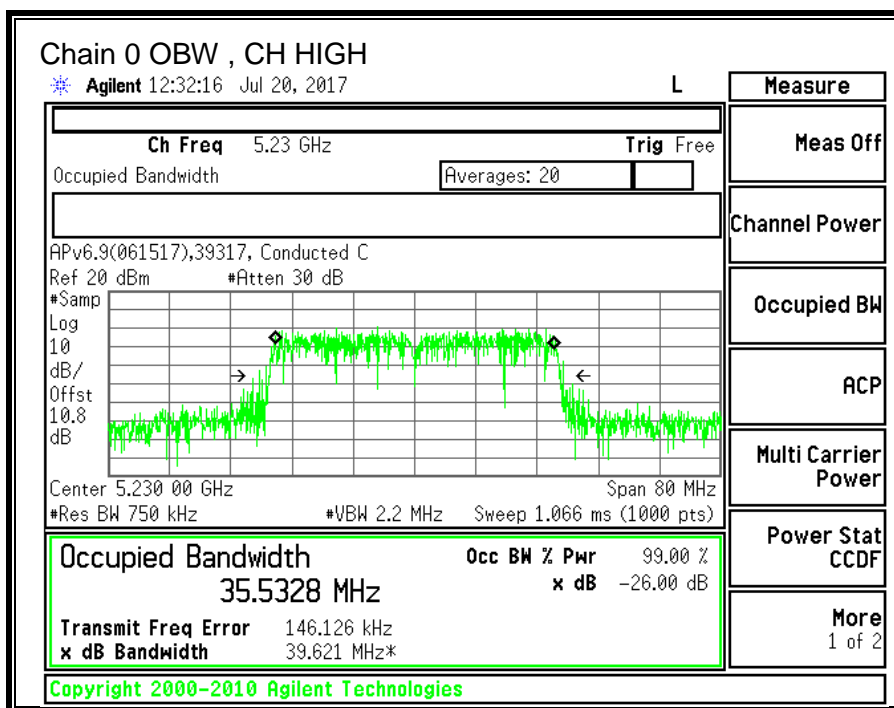 Chain 0 OBW , CH HIGH
Agilent 12:32:16 Jul 20, 2017 L
Measure
Ch Freq 5.23 GHz Trig Free
Occupied Bandwidth Averages: 20
Meas Off
Channel Power
APv6.9(061517),39317, Conducted C
Ref 20 dBm #Atten 30 dB
#Samp
Log
10
dB/
Offst
10.8
dB
Occupied BW
ACP
Multi Carrier
Power
Center 5.230 00 GHz Span 80 MHz
#Res BW 750 kHz #VBW 2.2 MHz Sweep 1.066 ms (1000 pts)
Power Stat
CCDF
Occupied Bandwidth Occ BW % Pwr 99.00 %
35.5328 MHz x dB -26.00 dB
Transmit Freq Error 146.126 kHz
x dB Bandwidth 39.621 MHz*
More
1 of 2
Copyright 2000-2010 Agilent Technologies